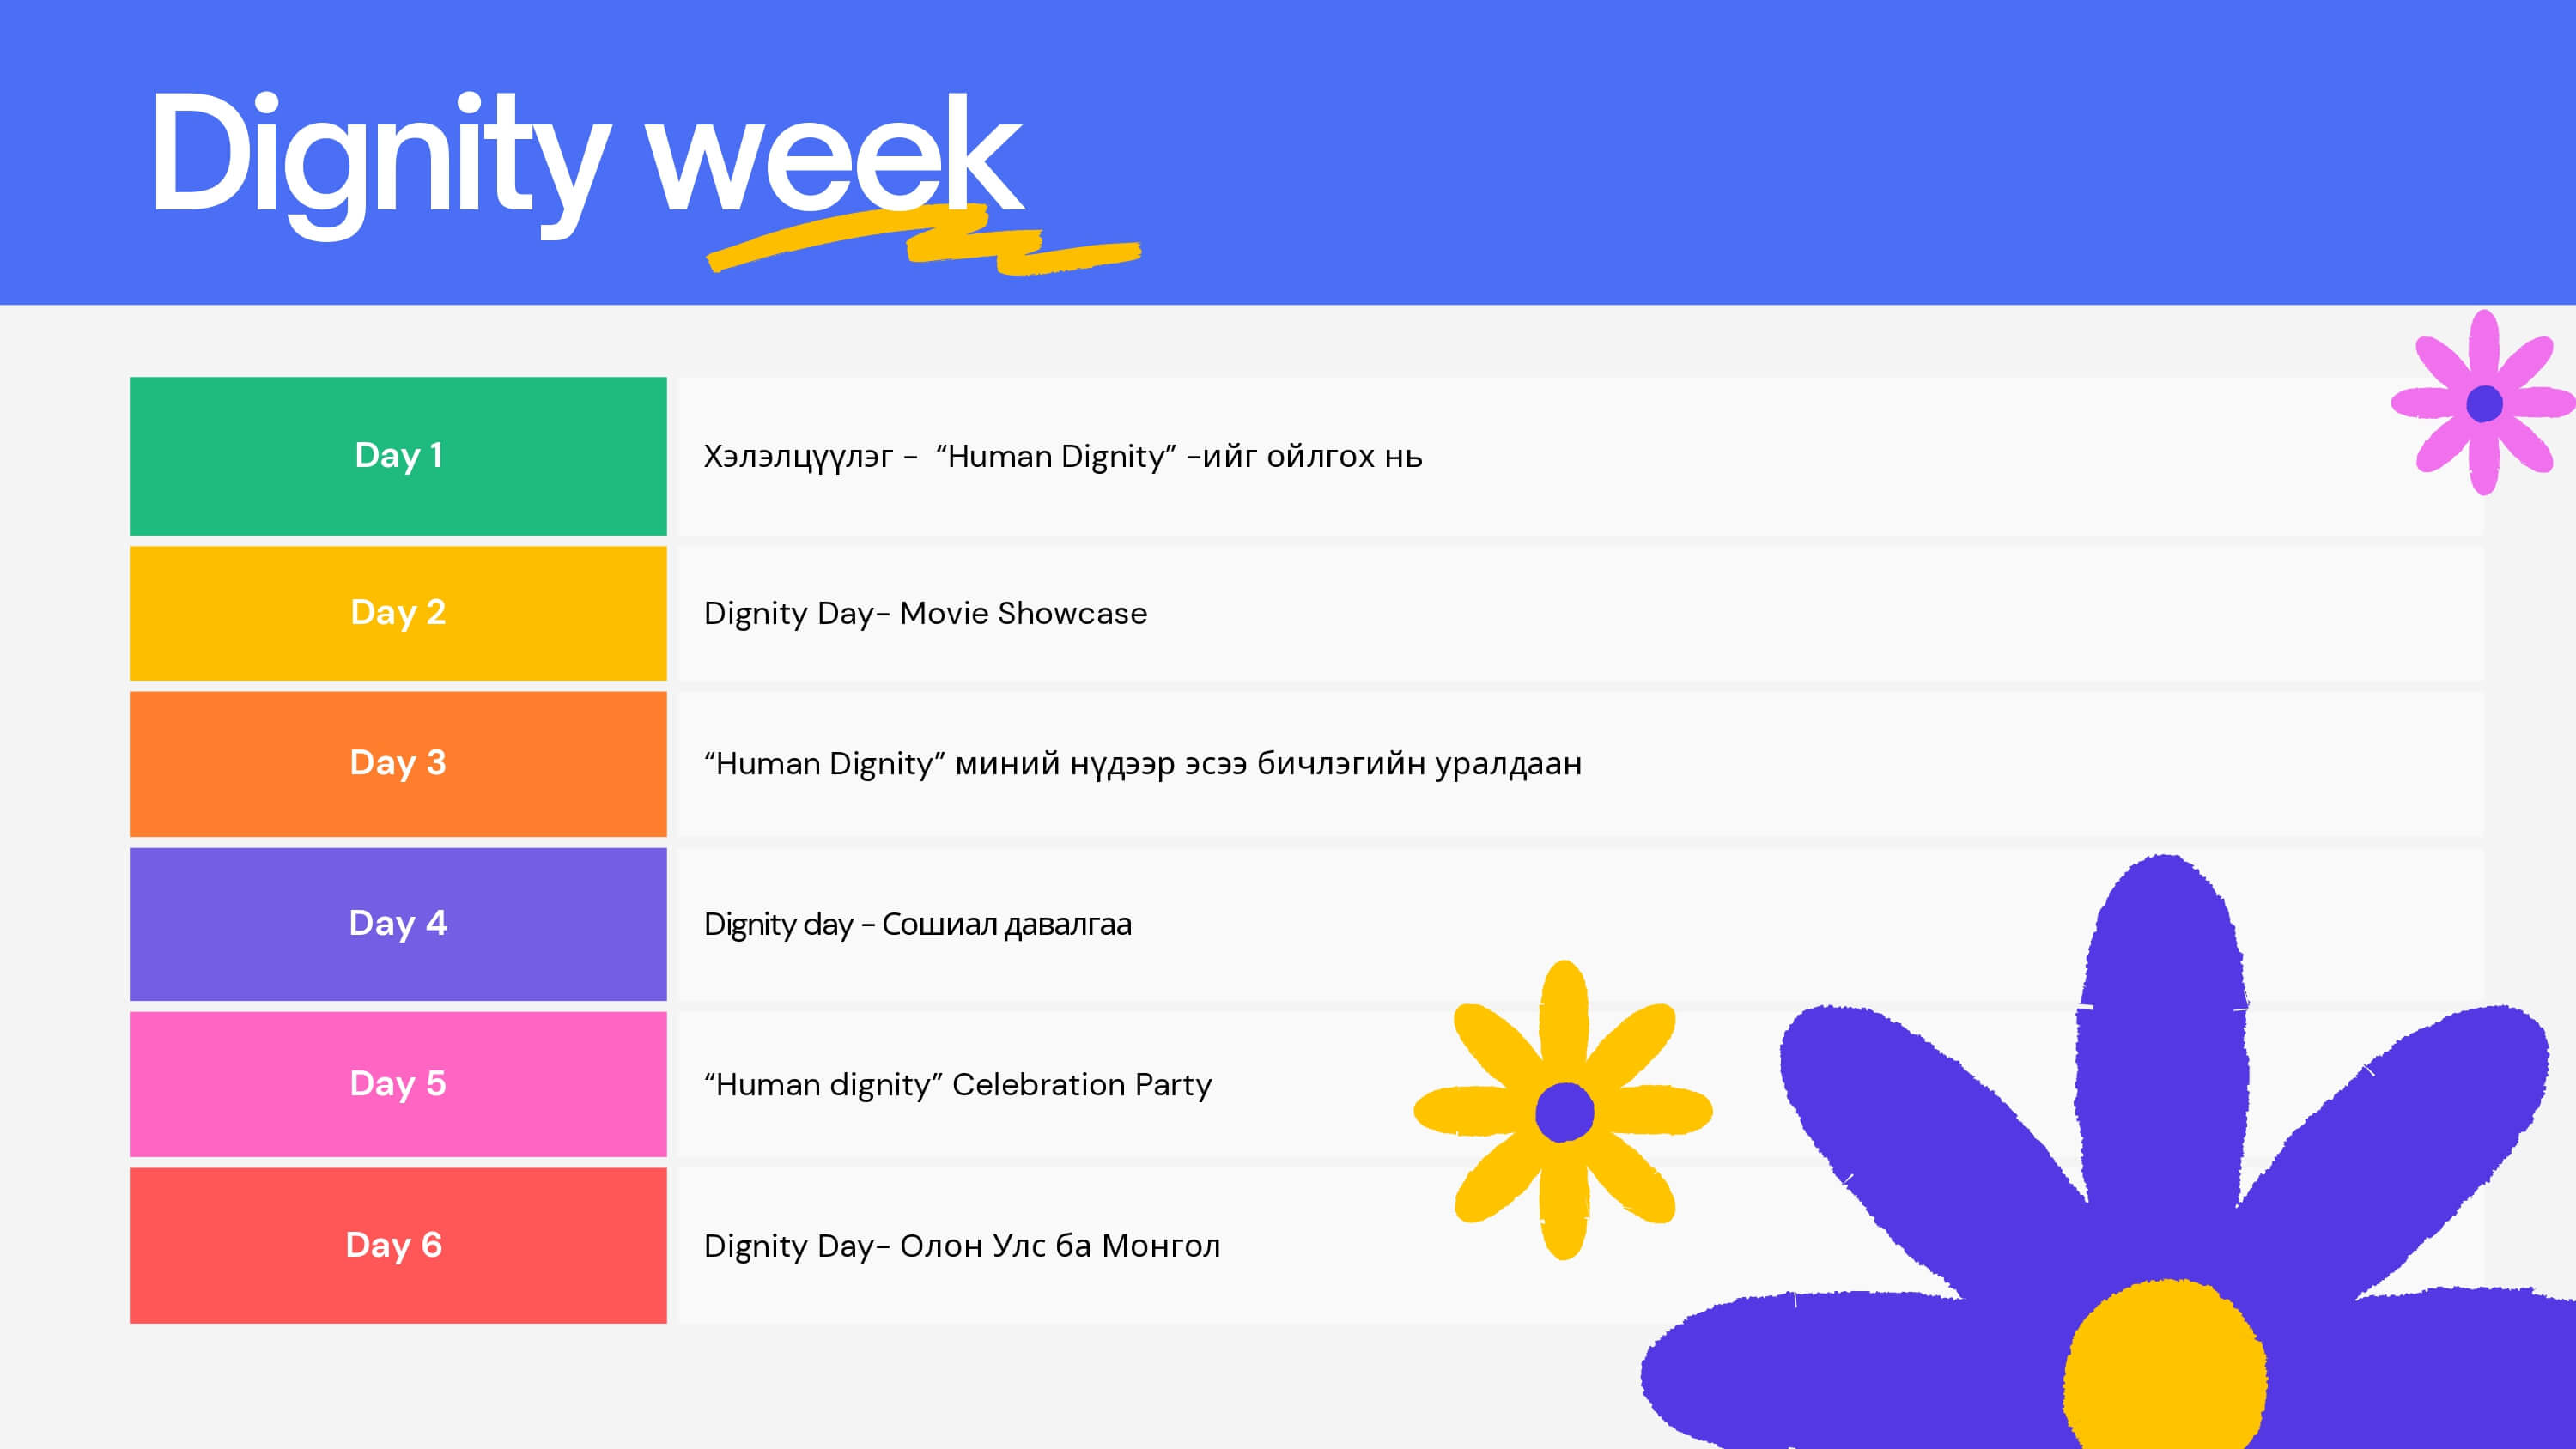 Dignity week
Day 1
Хэлэлцүүлэг - “Human Dignity” -ийг ойлгох нь
Day 2
Dignity Day- Movie Showcase
Day 3
“Human Dignity” миний нүдээр эсээ бичлэгийн уралдаан
Day 4
Dignity day - Сошиал давалгаа
Day 5
“Human dignity” Celebration Party
Day 6
Dignity Day- Олон Улс ба Монгол